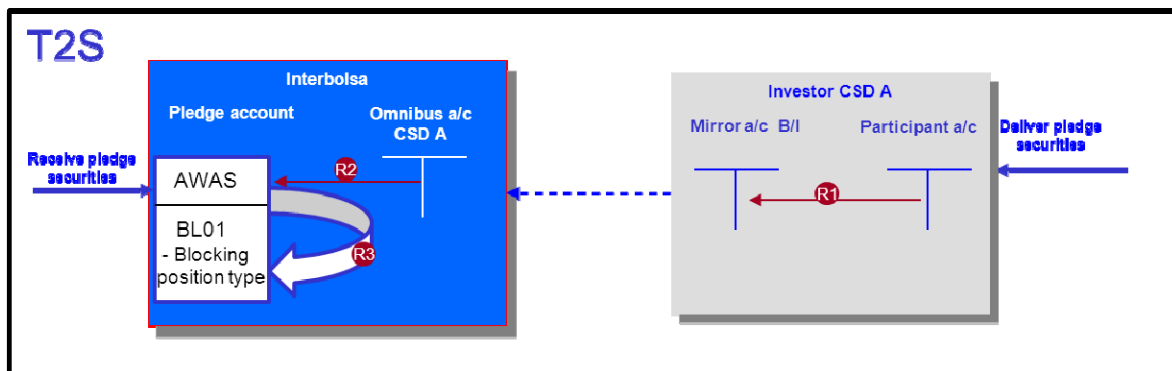 T2S
Interbolsa
Pledge account
Omnibus a/c
CSD A
Investor CSD A
Mirror a/c B/I
Participant a/c
Receive pledge
securities
Deliver pledge
securities
AWAS
BL01
- Blocking
position type
R2
R3
R1